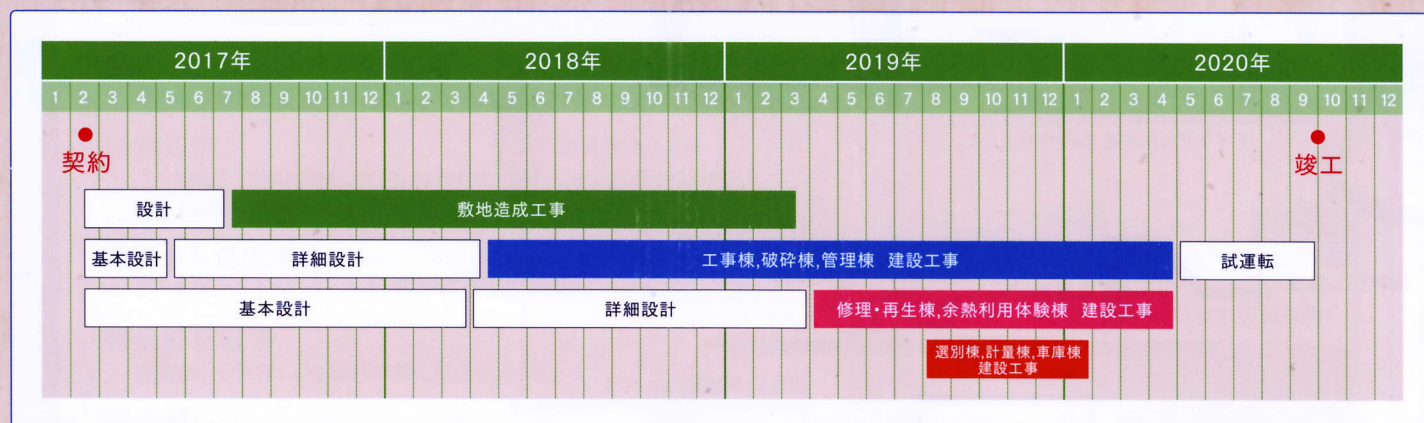 2017年 2018年 2019年 2020年
1 2 3 4 5 6 7 8 9 10 11 12 1 2 3 4 5 6 7 8 9 10 11 12 1 2 3 4 5 6 7 8 9 10 11 12 1 2 3 4 5 6 7 8 9 10 11 12
契約 竣工
設計 敷地造成工事
基本設計 詳細設計 工事棟,破砕棟,管理棟 建設工事 試運転
基本設計 詳細設計 修理・再生棟,余熱利用体験棟 建設工事
選別棟,計量棟,車庫棟
建設工事